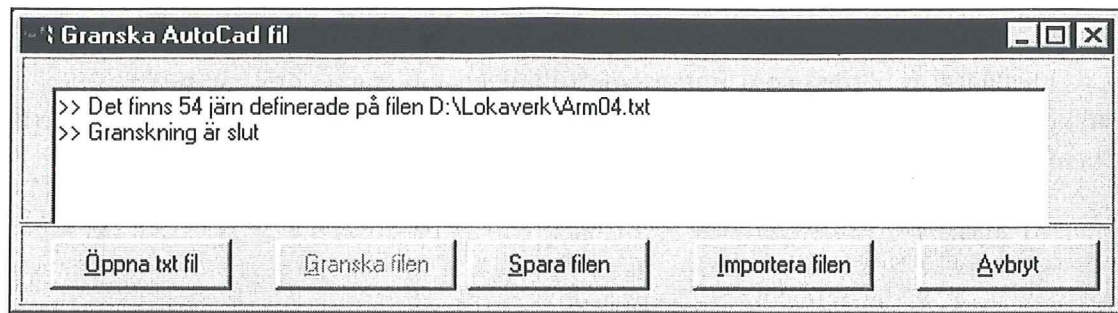 Granska AutoCad fil
>> Det finns 54 järn definerade på filen D:\Lokaverk\Arm04.txt
>> Granskning är slut
Öppna txt fil Granska filen Spara filen Importera filen Avbryt